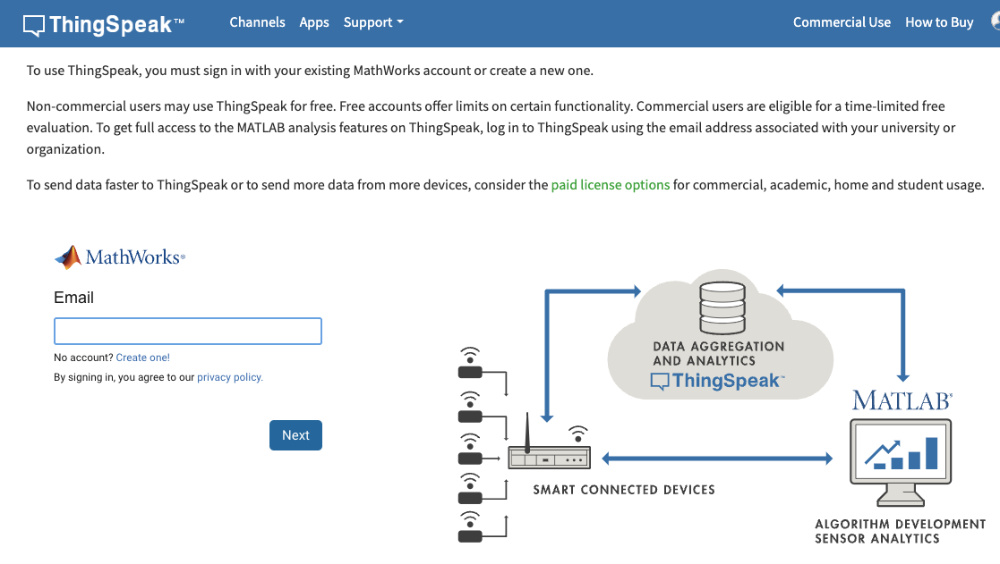 ThingSpeak™ Channels Apps Support Commercial Use How to Buy
To use ThingSpeak, you must sign in with your existing MathWorks account or create a new one.
Non-commercial users may use ThingSpeak for free. Free accounts offer limits on certain functionality. Commercial users are eligible for a time-limited free
evaluation. To get full access to the MATLAB analysis features on ThingSpeak, log in to ThingSpeak using the email address associated with your university or
organization.
To send data faster to ThingSpeak or to send more data from more devices, consider the paid license options for commercial, academic, home and student usage.
MathWorks®
Email
No account? Create one!
By signing in, you agree to our privacy policy.
Next
DATA AGGREGATION
AND ANALYTICS
ThingSpeak™
MATLAB®
SMART CONNECTED DEVICES
ALGORITHM DEVELOPMENT
SENSOR ANALYTICS